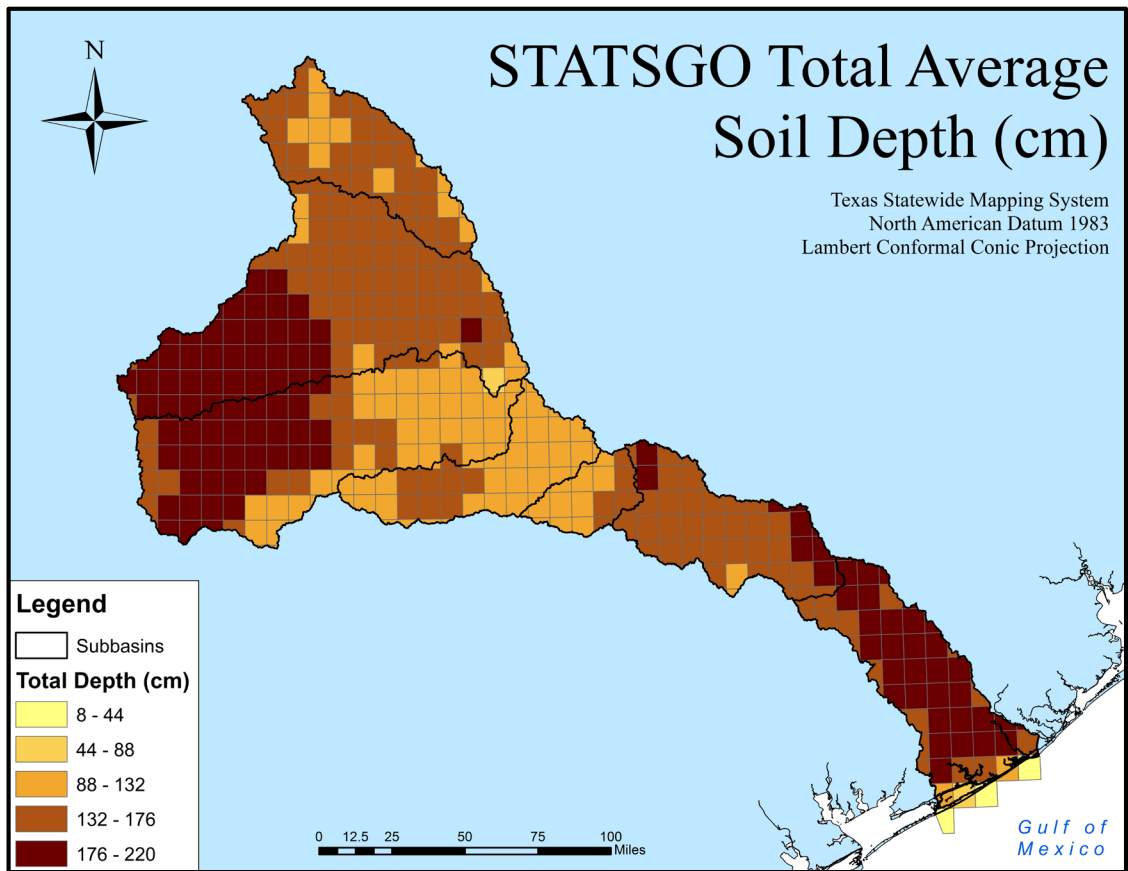 N
STATSGO Total Average
Soil Depth (cm)
Texas Statewide Mapping System
North American Datum 1983
Lambert Conformal Conic Projection
Legend
Subbasins
Total Depth (cm)
8 - 44
44 - 88
88 - 132
132 - 176
176 - 220
0 12.5 25 50 75 100
Miles
Gulf of
Mexico